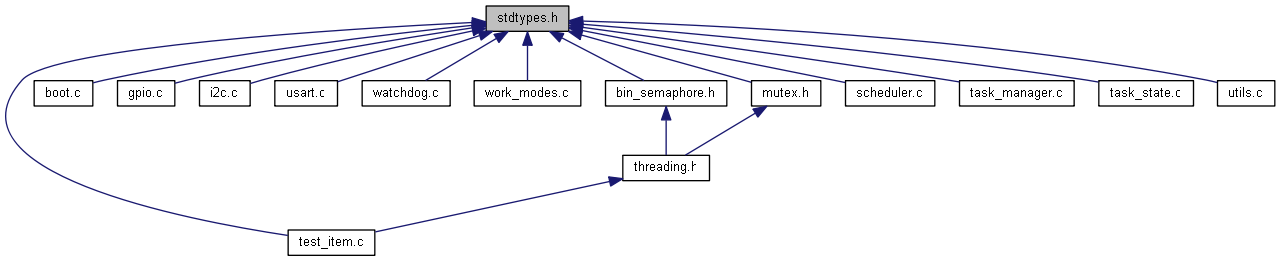 stdtypes.h
boot.c
gpio.c
i2c.c
usart.c
watchdog.c
work_modes.c
bin_semaphore.h
mutex.h
scheduler.c
task_manager.c
task_state.c
utils.c
threading.h
test_item.c